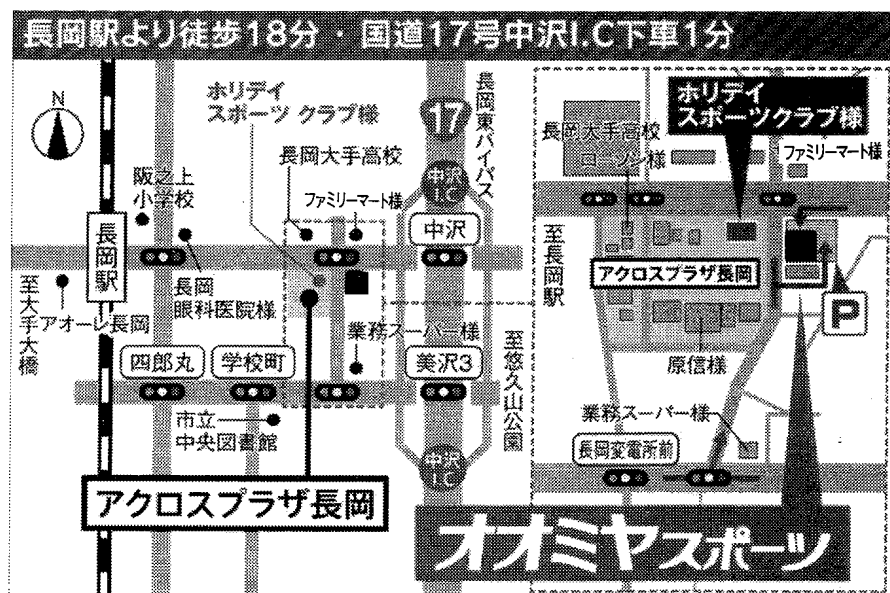 長岡駅より徒歩18分・国道17号中沢I.C下車1分
N
ホリデイ
スポーツ クラブ様
長岡大手高校
ファミリーマート様
阪之上
小学校
長岡駅
長岡
眼科医院様
至大手大橋
アオーレ長岡
四郎丸
学校町
市立
中央図書館
業務スーパー様
アクロスプラザ長岡
17
長岡東バイパス
中沢
I.C
中沢
美沢3
中沢
I.C
至悠久山公園
ホリデイ
スポーツクラブ様
長岡大手高校
ローソン様
ファミリーマート様
至長岡駅
アクロスプラザ長岡
P
原信様
業務スーパー様
長岡変電所前
オオミヤスポーツ